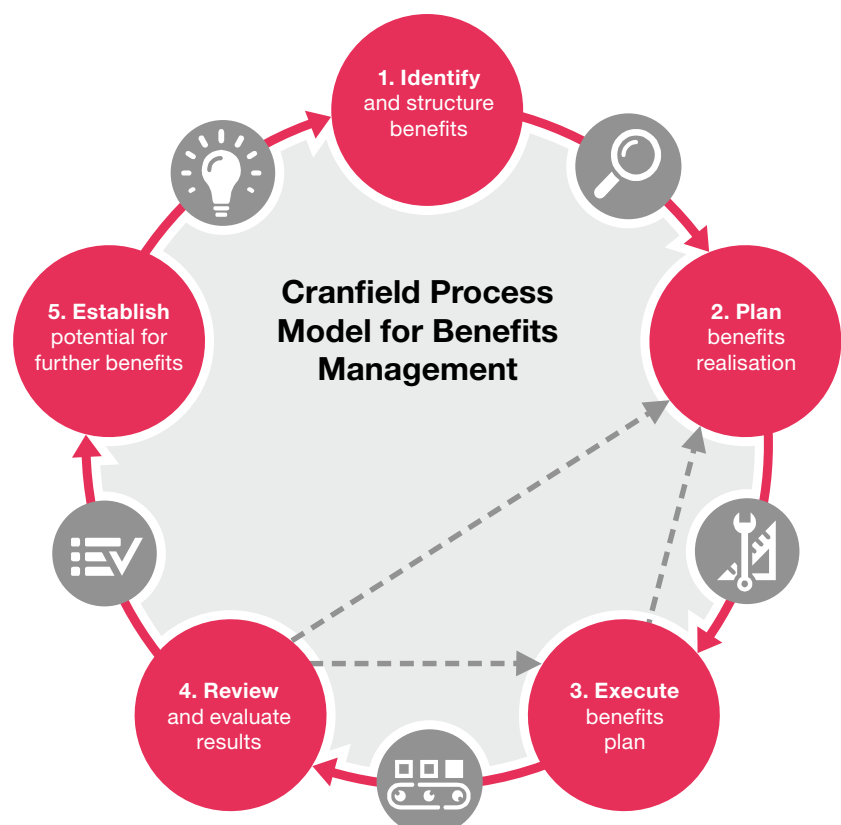 1. Identify
and structure
benefits
Cranfield Process
Model for Benefits
Management
2. Plan
benefits
realisation
5. Establish
potential for
further benefits
4. Review
and evaluate
results
3. Execute
benefits
plan